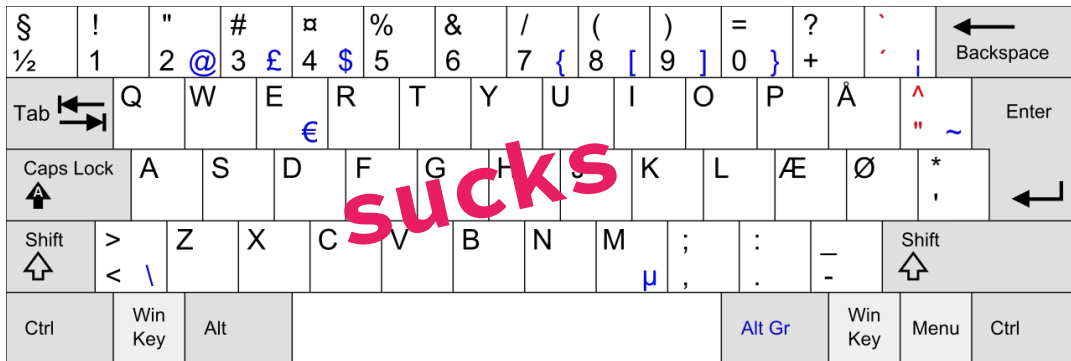 § ! " # ¤ % & / ( ) = ? `
½ 1 2 @ 3 £ 4 $ 5 6 7 { 8 [ 9 ] 0 } + ´ ¦ Backspace
Tab Q W E € R T Y U I O P Å ^ " ~ Enter
Caps Lock A A S D F G H J K L Æ Ø * '
sucks
Shift > < \ Z X C V B N M µ ; , : . _ - Shift
Ctrl Win Key Alt Alt Gr Win Key Menu Ctrl